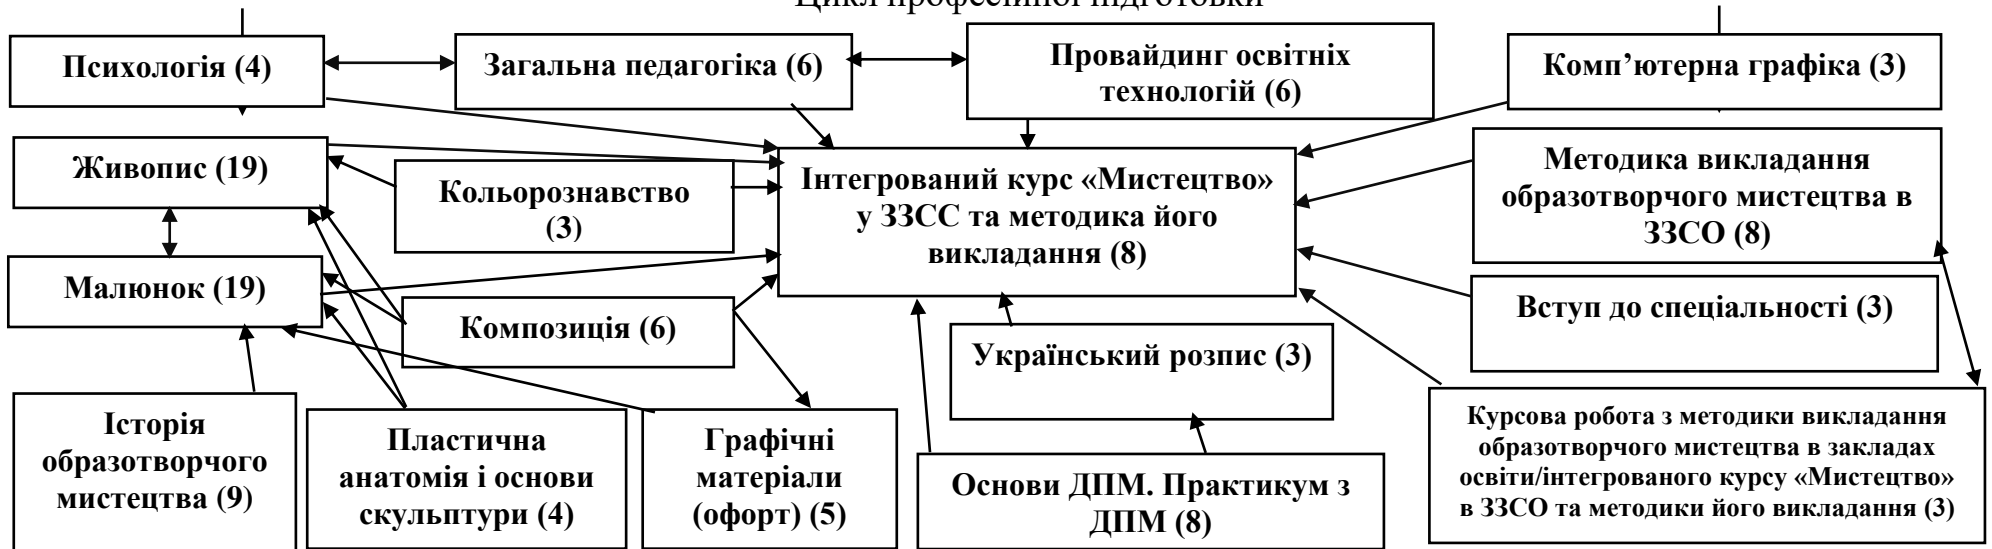 Цикл професійної підготовки
Психологія (4)
Загальна педагогіка (6)
Провайдинг освітніх
технологій (6)
Комп’ютерна графіка (3)
Живопис (19)
Кольорознавство
(3)
Інтегрований курс «Мистецтво»
у ЗЗСС та методика його
викладання (8)
Методика викладання
образотворчого мистецтва в
ЗЗСО (8)
Малюнок (19)
Композиція (6)
Вступ до спеціальності (3)
Український розпис (3)
Історія
образотворчого
мистецтва (9)
Пластична
анатомія і основи
скульптури (4)
Графічні
матеріали
(офорт) (5)
Основи ДПМ. Практикум з
ДПМ (8)
Курсова робота з методики викладання
образотворчого мистецтва в закладах
освіти/інтегрованого курсу «Мистецтво»
в ЗЗСО та методики його викладання (3)